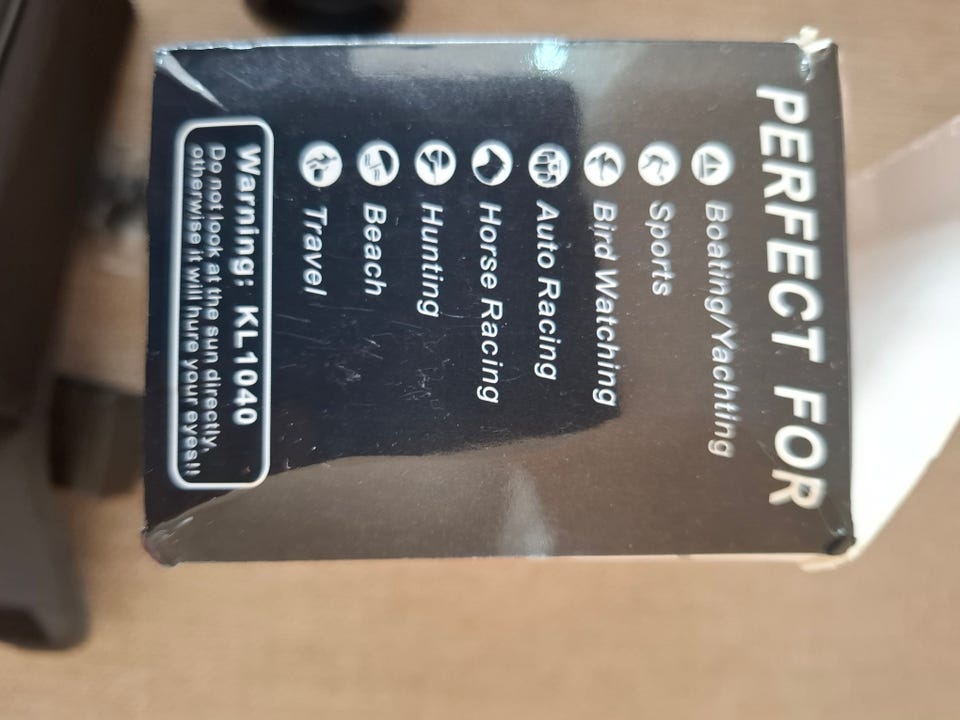 PERFECT FOR
Boating/Yachting
Sports
Bird Watching
Auto Racing
Horse Racing
Hunting
Beach
Travel
Warning: KL1040
Do not look at the sun directly,
otherwise it will hure your eyes!!